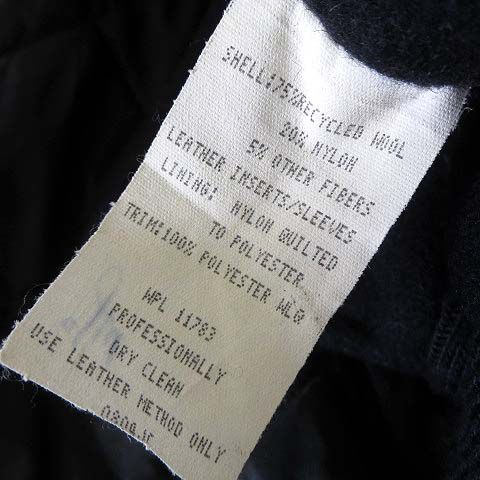 SHELL:75%RECYCLED WOOL
20% NYLON
5% OTHER FIBERS
LEATHER INSERTS/SLEEVES
LINING: NYLON QUILTED
TO POLYESTER
TRIM:100% POLYESTER WLQ
WPL 11783
PROFESSIONALLY
DRY CLEAN
USE LEATHER METHOD ONLY